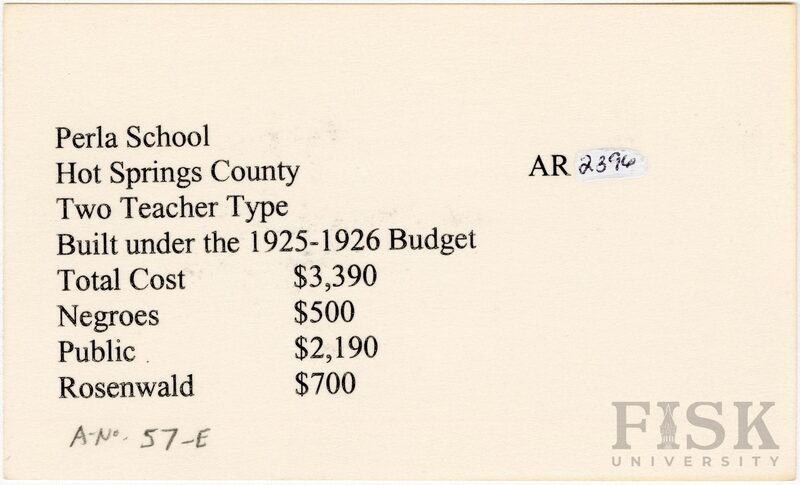 Perla School
Hot Springs County AR 2396
Two Teacher Type
Built under the 1925-1926 Budget
Total Cost $3,390
Negroes $500
Public $2,190
Rosenwald $700
A-No. 57-E
FISK
UNIVERSITY